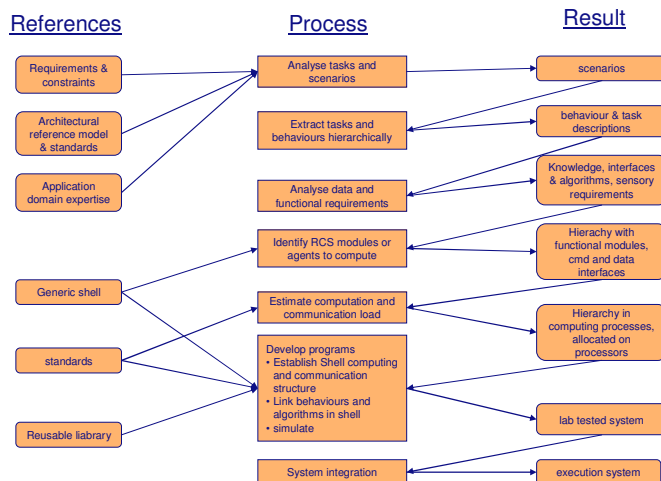 References
Process
Result
Requirements &
constraints
Analyse tasks and
scenarios
scenarios
Architectural
reference model
& standards
Extract tasks and
behaviours hierarchically
behaviour & task
descriptions
Application
domain expertise
Analyse data and
functional requirements
Knowledge, interfaces
& algorithms, sensory
requirements
Identify RCS modules or
agents to compute
Hierachy with
functional modules,
cmd and data
interfaces
Generic shell
Estimate computation and
communication load
Hierarchy in
computing processes,
allocated on
processors
standards
Develop programs
• Establish Shell computing
and communication
structure
• Link behaviours and
algorithms in shell
• simulate
Reusable liabrary
lab tested system
System integration
execution system